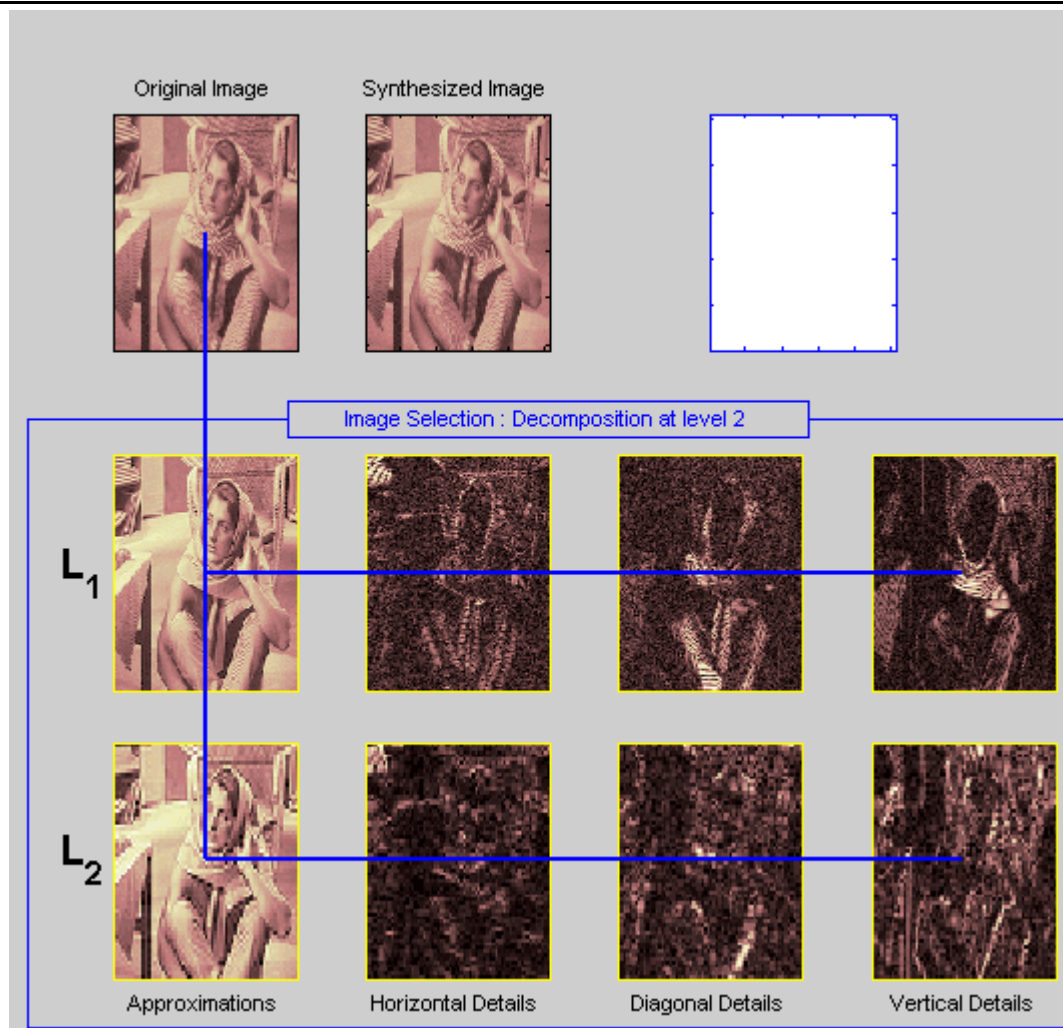 Original Image
Synthesized Image
Image Selection : Decomposition at level 2
L1
L2
Approximations
Horizontal Details
Diagonal Details
Vertical Details